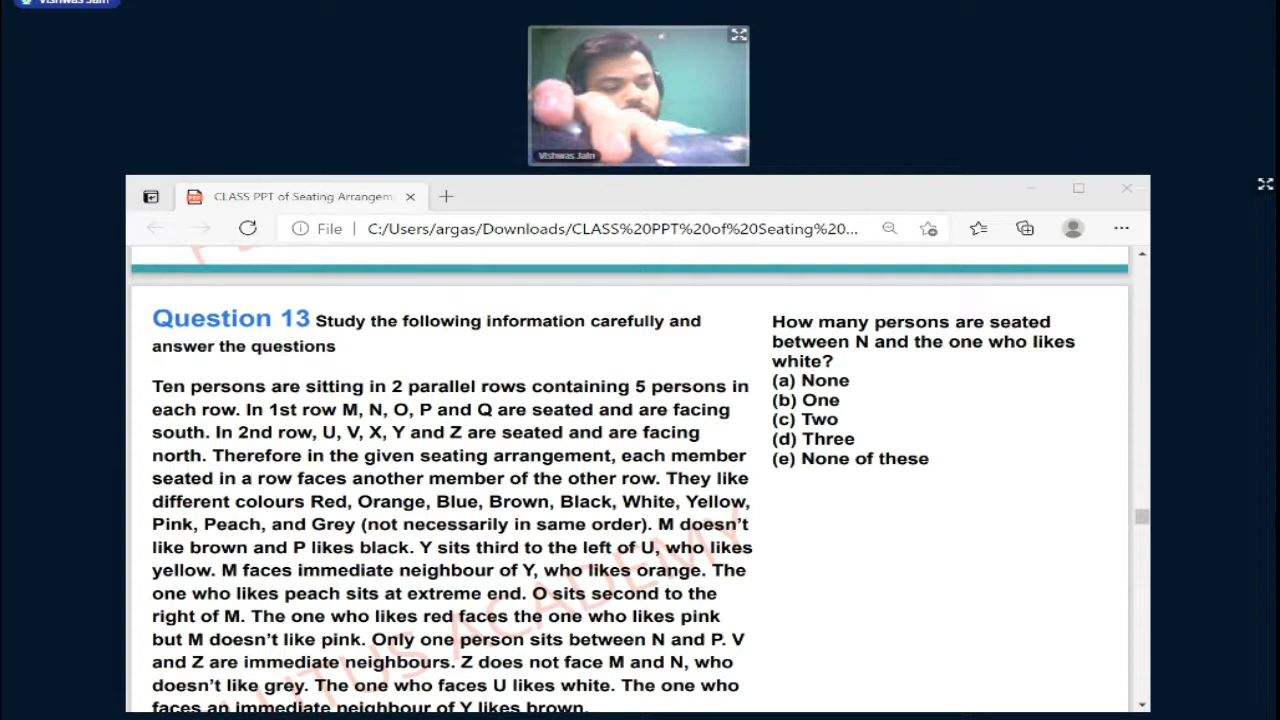 Vishwas Jain
Vishwas Jain
CLASS PPT of Seating Arrangem
File | C:/Users/argas/Downloads/CLASS%20PPT%20of%20Seating%20...
Question 13 Study the following information carefully and
answer the questions
Ten persons are sitting in 2 parallel rows containing 5 persons in
each row. In 1st row M, N, O, P and Q are seated and are facing
south. In 2nd row, U, V, X, Y and Z are seated and are facing
north. Therefore in the given seating arrangement, each member
seated in a row faces another member of the other row. They like
different colours Red, Orange, Blue, Brown, Black, White, Yellow,
Pink, Peach, and Grey (not necessarily in same order). M doesn't
like brown and P likes black. Y sits third to the left of U, who likes
yellow. M faces immediate neighbour of Y, who likes orange. The
one who likes peach sits at extreme end. O sits second to the
right of M. The one who likes red faces the one who likes pink
but M doesn't like pink. Only one person sits between N and P. V
and Z are immediate neighbours. Z does not face M and N, who
doesn't like grey. The one who faces U likes white. The one who
faces an immediate neighbour of Y likes brown.
How many persons are seated
between N and the one who likes
white?
(a) None
(b) One
(c) Two
(d) Three
(e) None of these